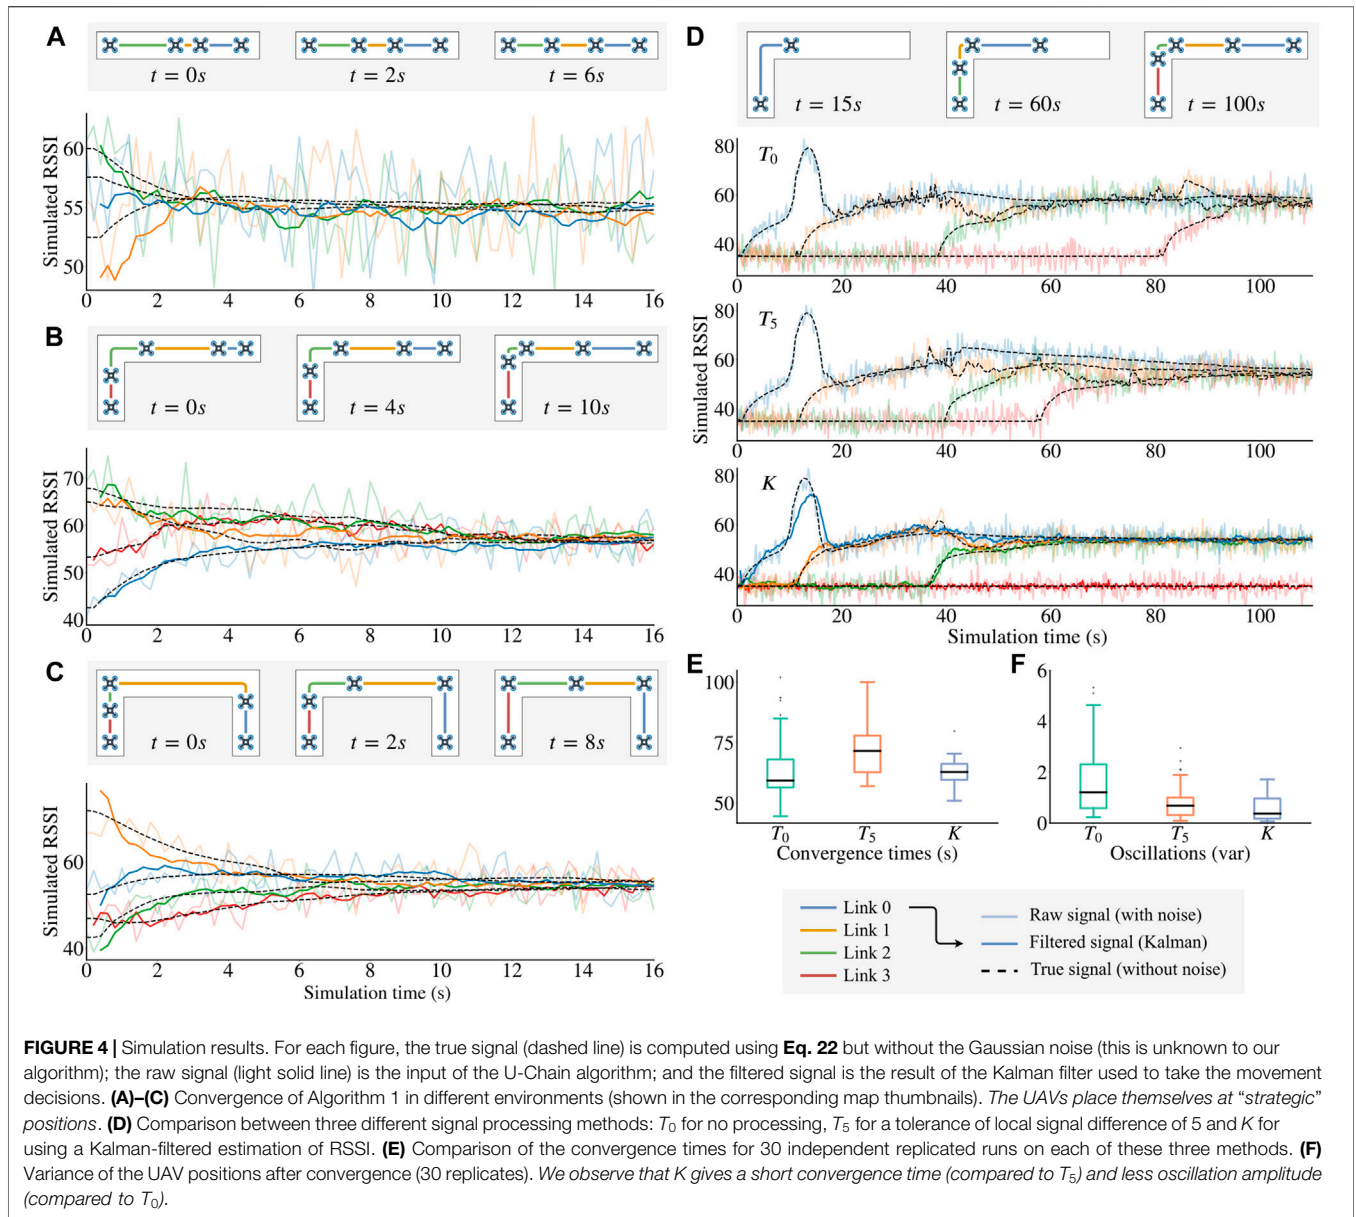 A
t = 0s
t = 2s
t = 6s
Simulated RSSI
60
55
50
0 2 4 6 8 10 12 14 16
B
t = 0s
t = 4s
t = 10s
Simulated RSSI
70
60
50
40
0 2 4 6 8 10 12 14 16
C
t = 0s
t = 2s
t = 8s
Simulated RSSI
60
40
0 2 4 6 8 10 12 14 16
Simulation time (s)
D
t = 15s
t = 60s
t = 100s
T0
80
60
40
0 20 40 60 80 100
Simulated RSSI
T5
80
60
40
0 20 40 60 80 100
K
80
60
40
0 20 40 60 80 100
Simulation time (s)
E
100
75
50
T0 T5 K
Convergence times (s)
F
6
4
2
0
T0 T5 K
Oscillations (var)
Link 0
Link 1
Link 2
Link 3
Raw signal (with noise)
Filtered signal (Kalman)
True signal (without noise)
FIGURE 4 | Simulation results. For each figure, the true signal (dashed line) is computed using Eq. 22 but without the Gaussian noise (this is unknown to our
algorithm); the raw signal (light solid line) is the input of the U-Chain algorithm; and the filtered signal is the result of the Kalman filter used to take the movement
decisions. (A)–(C) Convergence of Algorithm 1 in different environments (shown in the corresponding map thumbnails). The UAVs place themselves at “strategic”
positions. (D) Comparison between three different signal processing methods: T0 for no processing, T5 for a tolerance of local signal difference of 5 and K for
using a Kalman-filtered estimation of RSSI. (E) Comparison of the convergence times for 30 independent replicated runs on each of these three methods. (F)
Variance of the UAV positions after convergence (30 replicates). We observe that K gives a short convergence time (compared to T5) and less oscillation amplitude
(compared to T0).